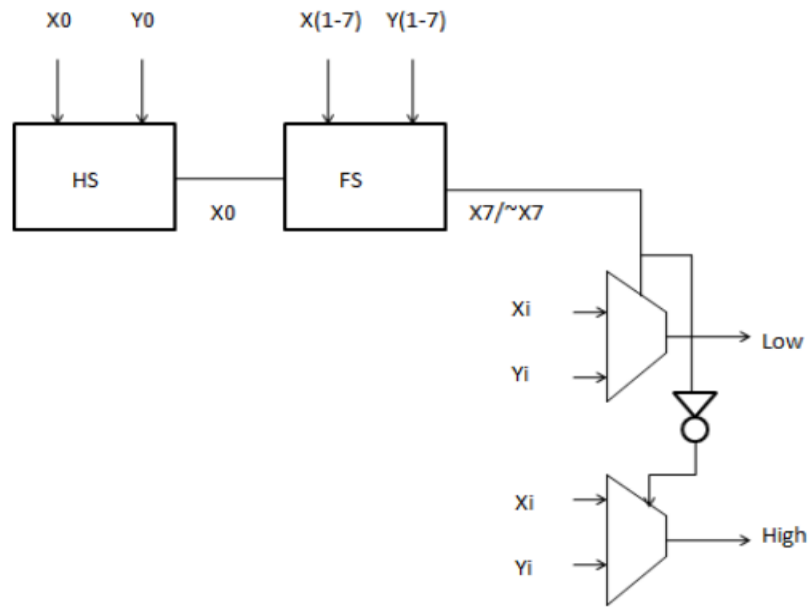 X0 Y0 X(1-7) Y(1-7)
HS FS
X0 X7/~X7
Xi
Low
Yi
Xi
High
Yi